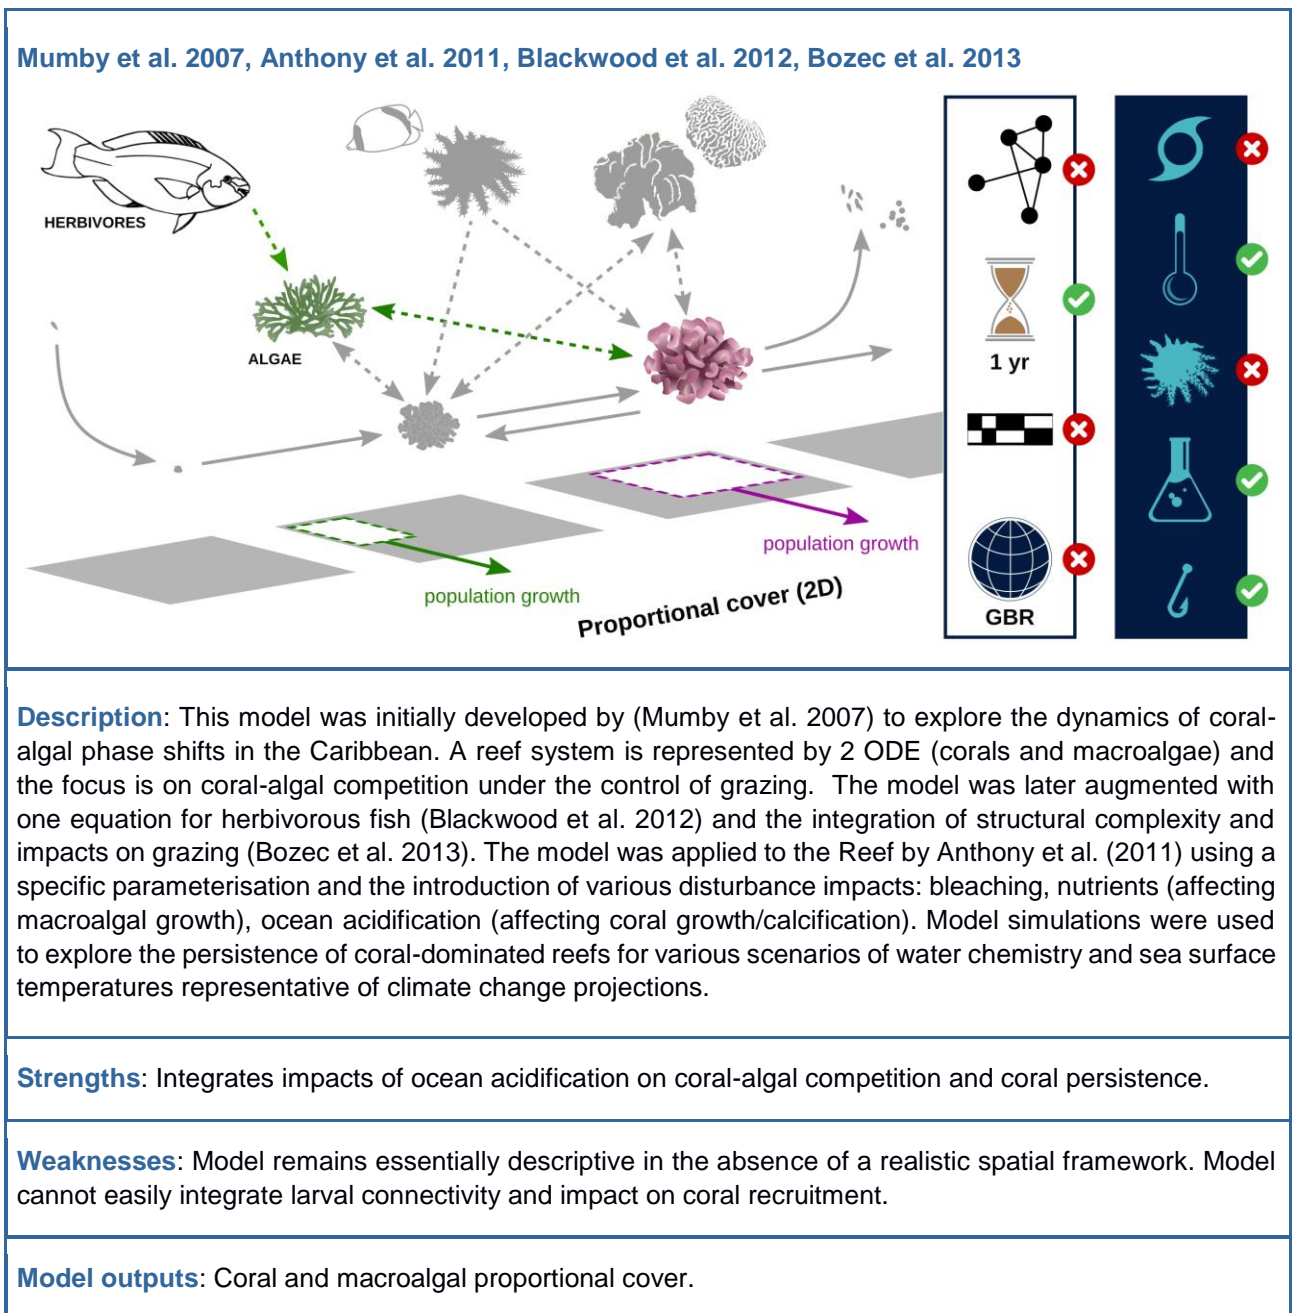 Mumby et al. 2007, Anthony et al. 2011, Blackwood et al. 2012, Bozec et al. 2013
HERBIVORES
ALGAE
1 yr
population growth
population growth
Proportional cover (2D)
GBR
Description: This model was initially developed by (Mumby et al. 2007) to explore the dynamics of coral-
algal phase shifts in the Caribbean. A reef system is represented by 2 ODE (corals and macroalgae) and
the focus is on coral-algal competition under the control of grazing. The model was later augmented with
one equation for herbivorous fish (Blackwood et al. 2012) and the integration of structural complexity and
impacts on grazing (Bozec et al. 2013). The model was applied to the Reef by Anthony et al. (2011) using a
specific parameterisation and the introduction of various disturbance impacts: bleaching, nutrients (affecting
macroalgal growth), ocean acidification (affecting coral growth/calcification). Model simulations were used
to explore the persistence of coral-dominated reefs for various scenarios of water chemistry and sea surface
temperatures representative of climate change projections.
Strengths: Integrates impacts of ocean acidification on coral-algal competition and coral persistence.
Weaknesses: Model remains essentially descriptive in the absence of a realistic spatial framework. Model
cannot easily integrate larval connectivity and impact on coral recruitment.
Model outputs: Coral and macroalgal proportional cover.